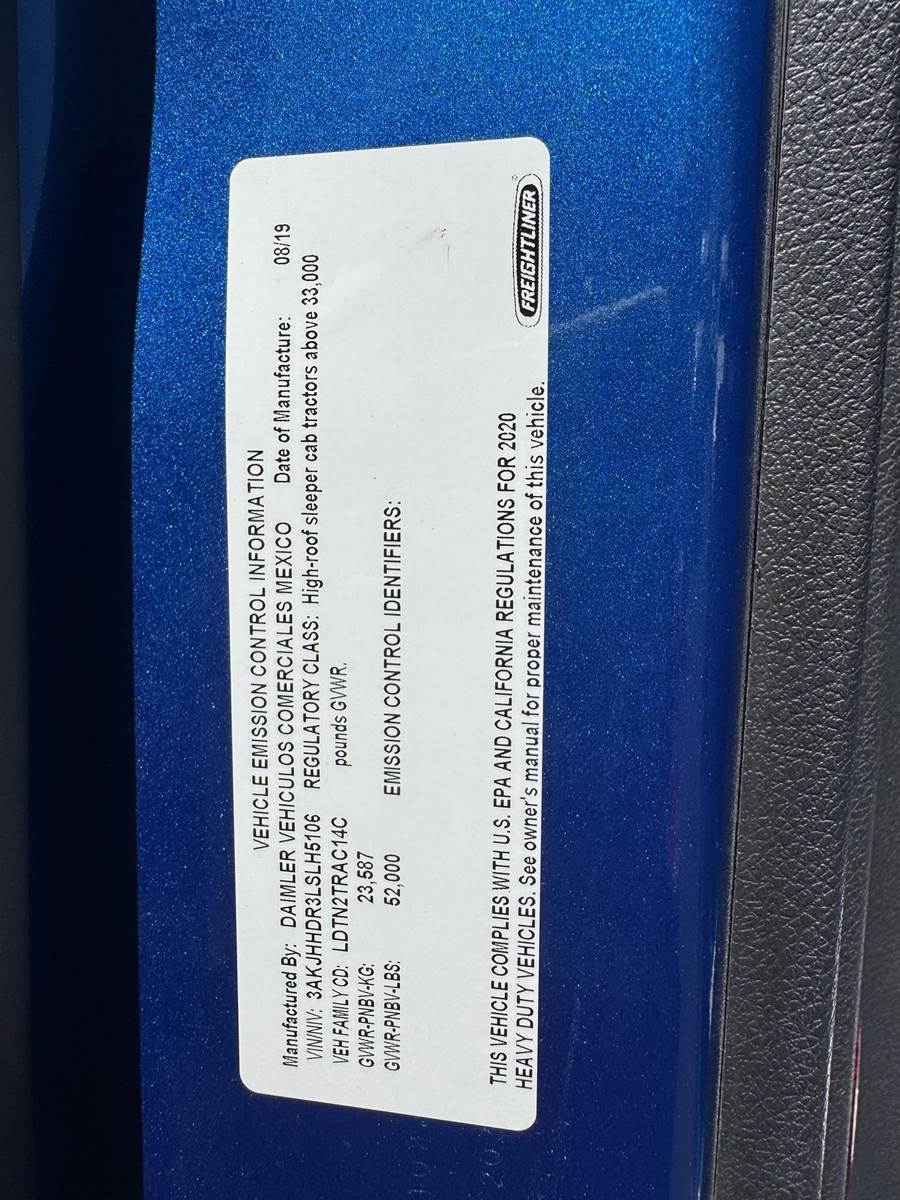 VEHICLE EMISSION CONTROL INFORMATION
Manufactured By: DAIMLER VEHICULOS COMERCIALES MEXICO Date of Manufacture: 08/19
VIN/NIV: 3AKJHHDR3LSLH5106 REGULATORY CLASS: High-roof sleeper cab tractors above 33,000
VEH FAMILY CD: LDTN2TRAC14C pounds GVWR.
GVWR-PNBV-KG: 23,587
GVWR-PNBV-LBS: 52,000 EMISSION CONTROL IDENTIFIERS:
THIS VEHICLE COMPLIES WITH U.S. EPA AND CALIFORNIA REGULATIONS FOR 2020
HEAVY DUTY VEHICLES. See owner's manual for proper maintenance of this vehicle.
FREIGHTLINER